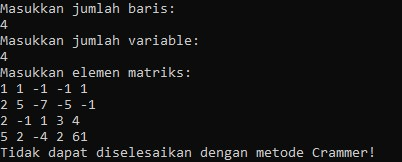 Masukkan jumlah baris:
4
Masukkan jumlah variable:
4
Masukkan elemen matriks:
1 1 -1 -1 1
2 5 -7 -5 -1
2 -1 1 3 4
5 2 -4 2 61
Tidak dapat diselesaikan dengan metode Crammer!